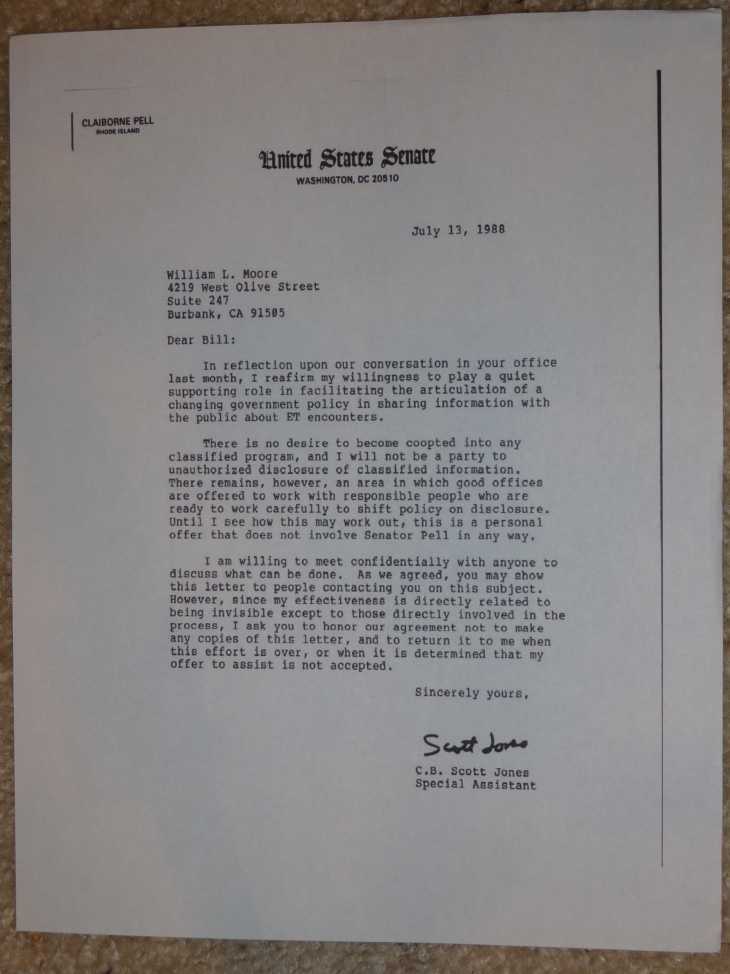 CLAIBORNE PELL
RHODE ISLAND
United States Senate
WASHINGTON, DC 20510
July 13, 1988
William L. Moore
4219 West Olive Street
Suite 247
Burbank, CA 91505
Dear Bill:
In reflection upon our conversation in your office
last month, I reafirm my willingness to play a quiet
supporting role in facilitating the articulation of a
changing government policy in sharing information with
the public about ET encounters.
There is no desire to become coopted into any
classified program, and I will not be a party to
unauthorized disclosure of classified information.
There remains, however, an area in which good offices
are offered to work with responsible people who are
ready to work carefully to shift policy on disclosure.
Until I see how this may work out, this is a personal
offer that does not involve Senator Pell in any way.
I am willing to meet confidentially with anyone to
discuss what can be done. As we agreed, you may show
this letter to people contacting you on this subject.
However, since my effectiveness is directly related to
being invisible except to those directly involved in the
process, I ask you to honor our agreement not to make
any copies of this letter, and to return it to me when
this effort is over, or when it is determined that my
offer to assist is not accepted.
Sincerely yours,
Scott Jones
C.B. Scott Jones
Special Assistant